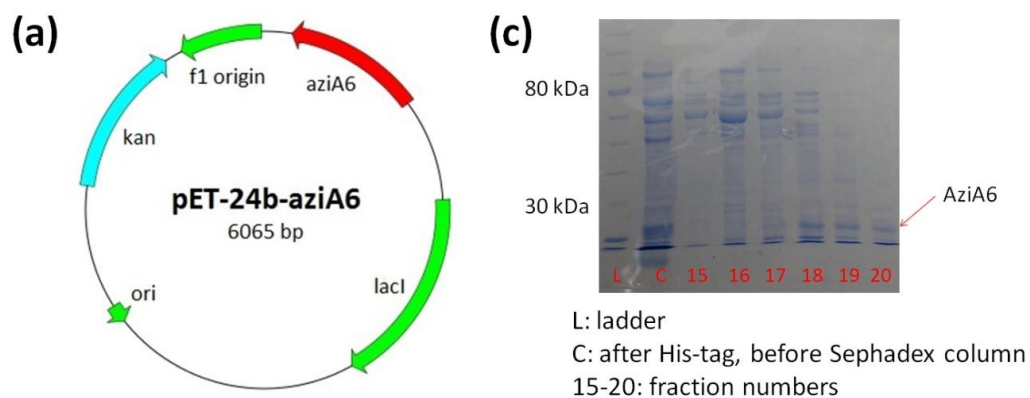 (a)
f1 origin
aziA6
kan
pET-24b-aziA6
6065 bp
ori
lacI
(c)
80 kDa
30 kDa
AziA6
L C 15 16 17 18 19 20
L: ladder
C: after His-tag, before Sephadex column
15-20: fraction numbers